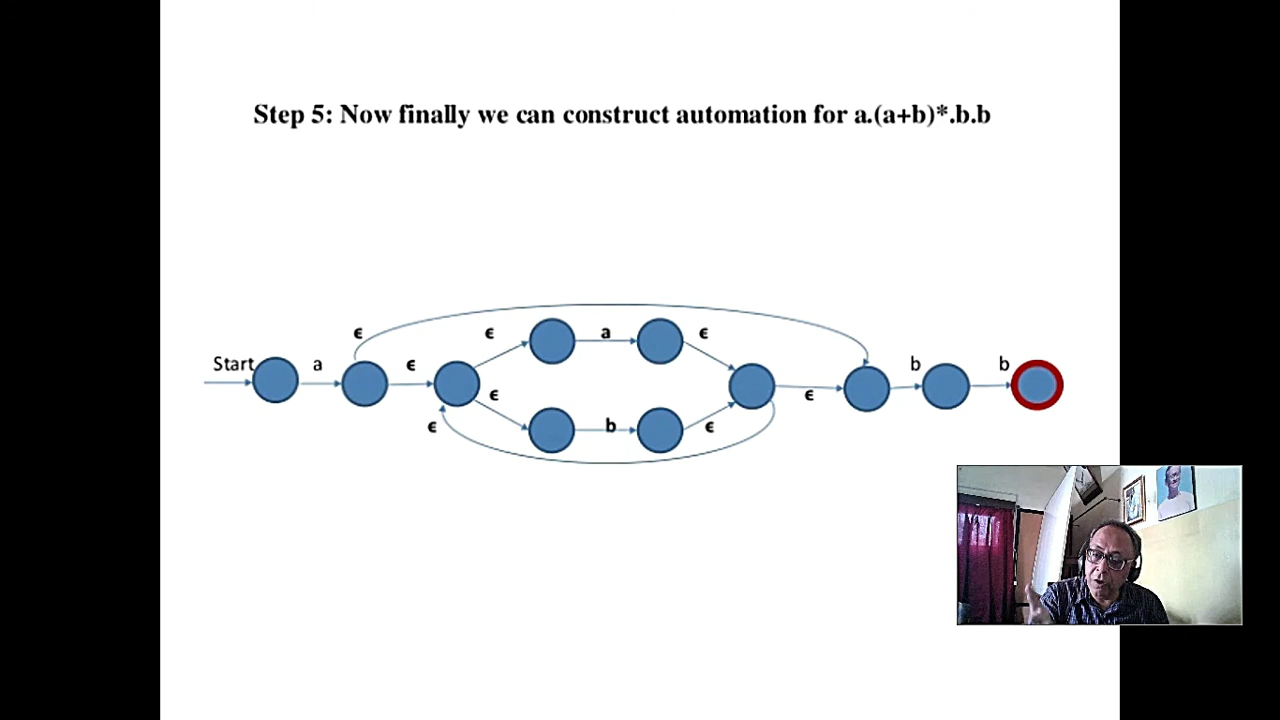 Step 5: Now finally we can construct automation for a.(a+b)*.b.b
ϵ ϵ a ϵ
Start a ϵ b b
ϵ ϵ
ϵ b ϵ